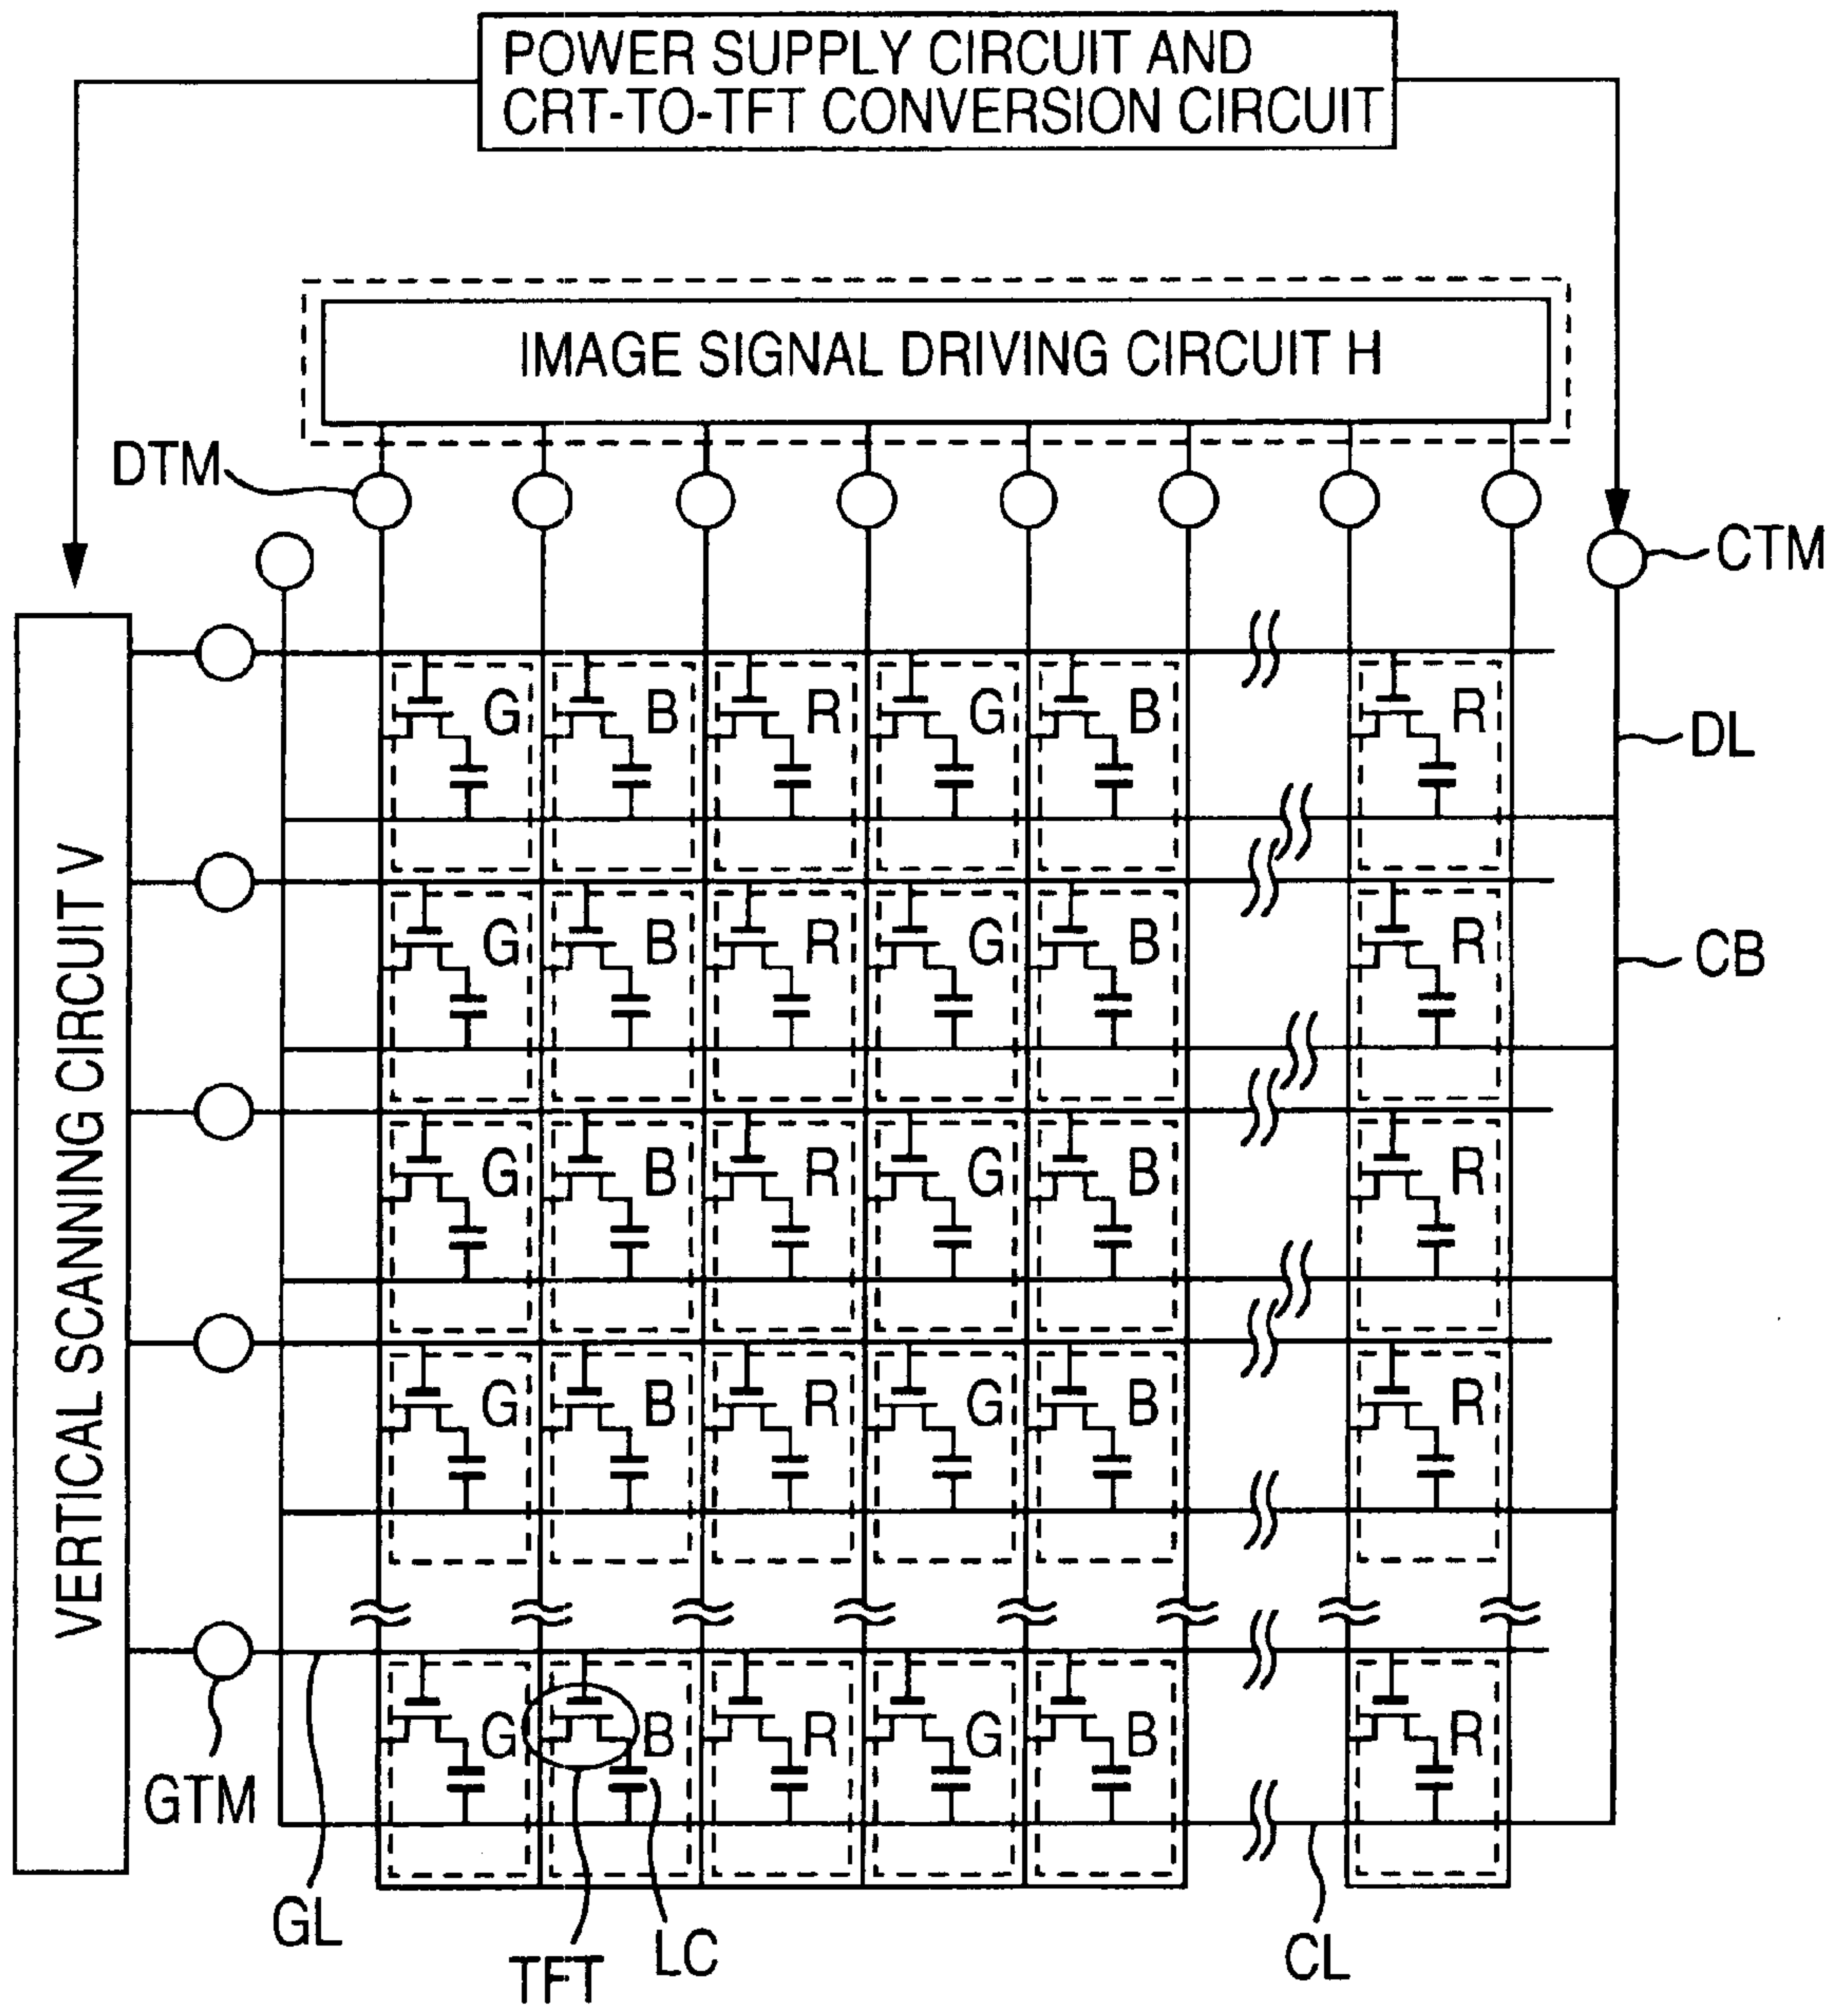 POWER SUPPLY CIRCUIT AND
CRT-TO-TFT CONVERSION CIRCUIT
IMAGE SIGNAL DRIVING CIRCUIT H
DTM
CTM
VERTICAL SCANNING CIRCUIT V
G B R G B R
DL
G B R G B R
CB
G B R G B R
G B R G B R
G B R G B R
GTM
GL
TFT
LC
CL